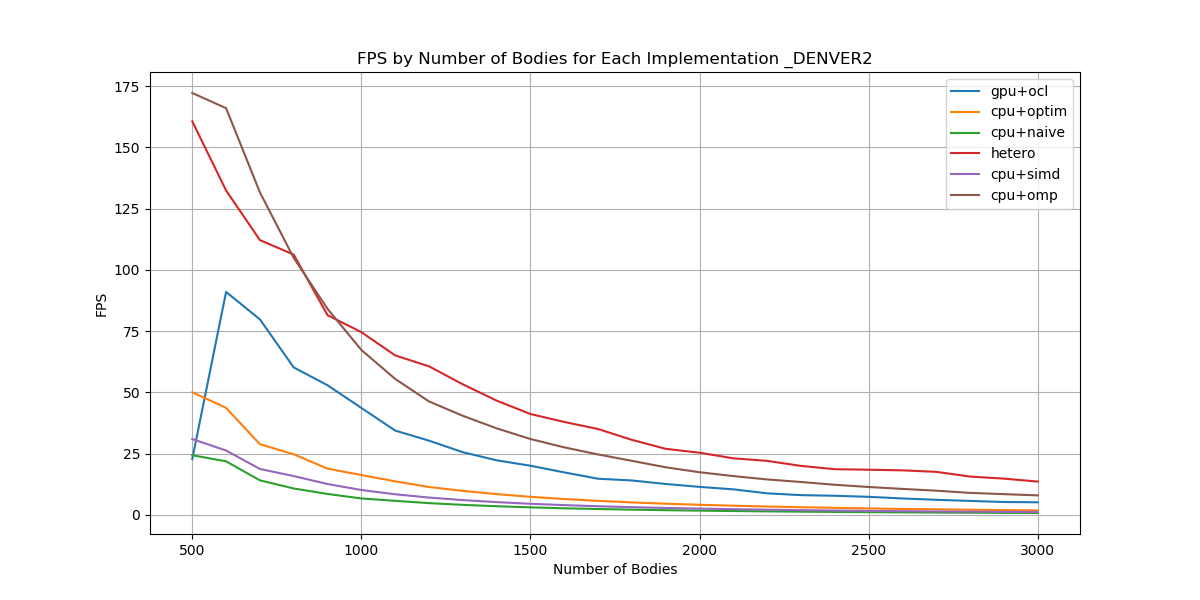 FPS by Number of Bodies for Each Implementation _DENVER2
175
150
125
100
75
50
25
0
FPS
gpu+ocl
cpu+optim
cpu+naive
hetero
cpu+simd
cpu+omp
500
1000
1500
2000
2500
3000
Number of Bodies